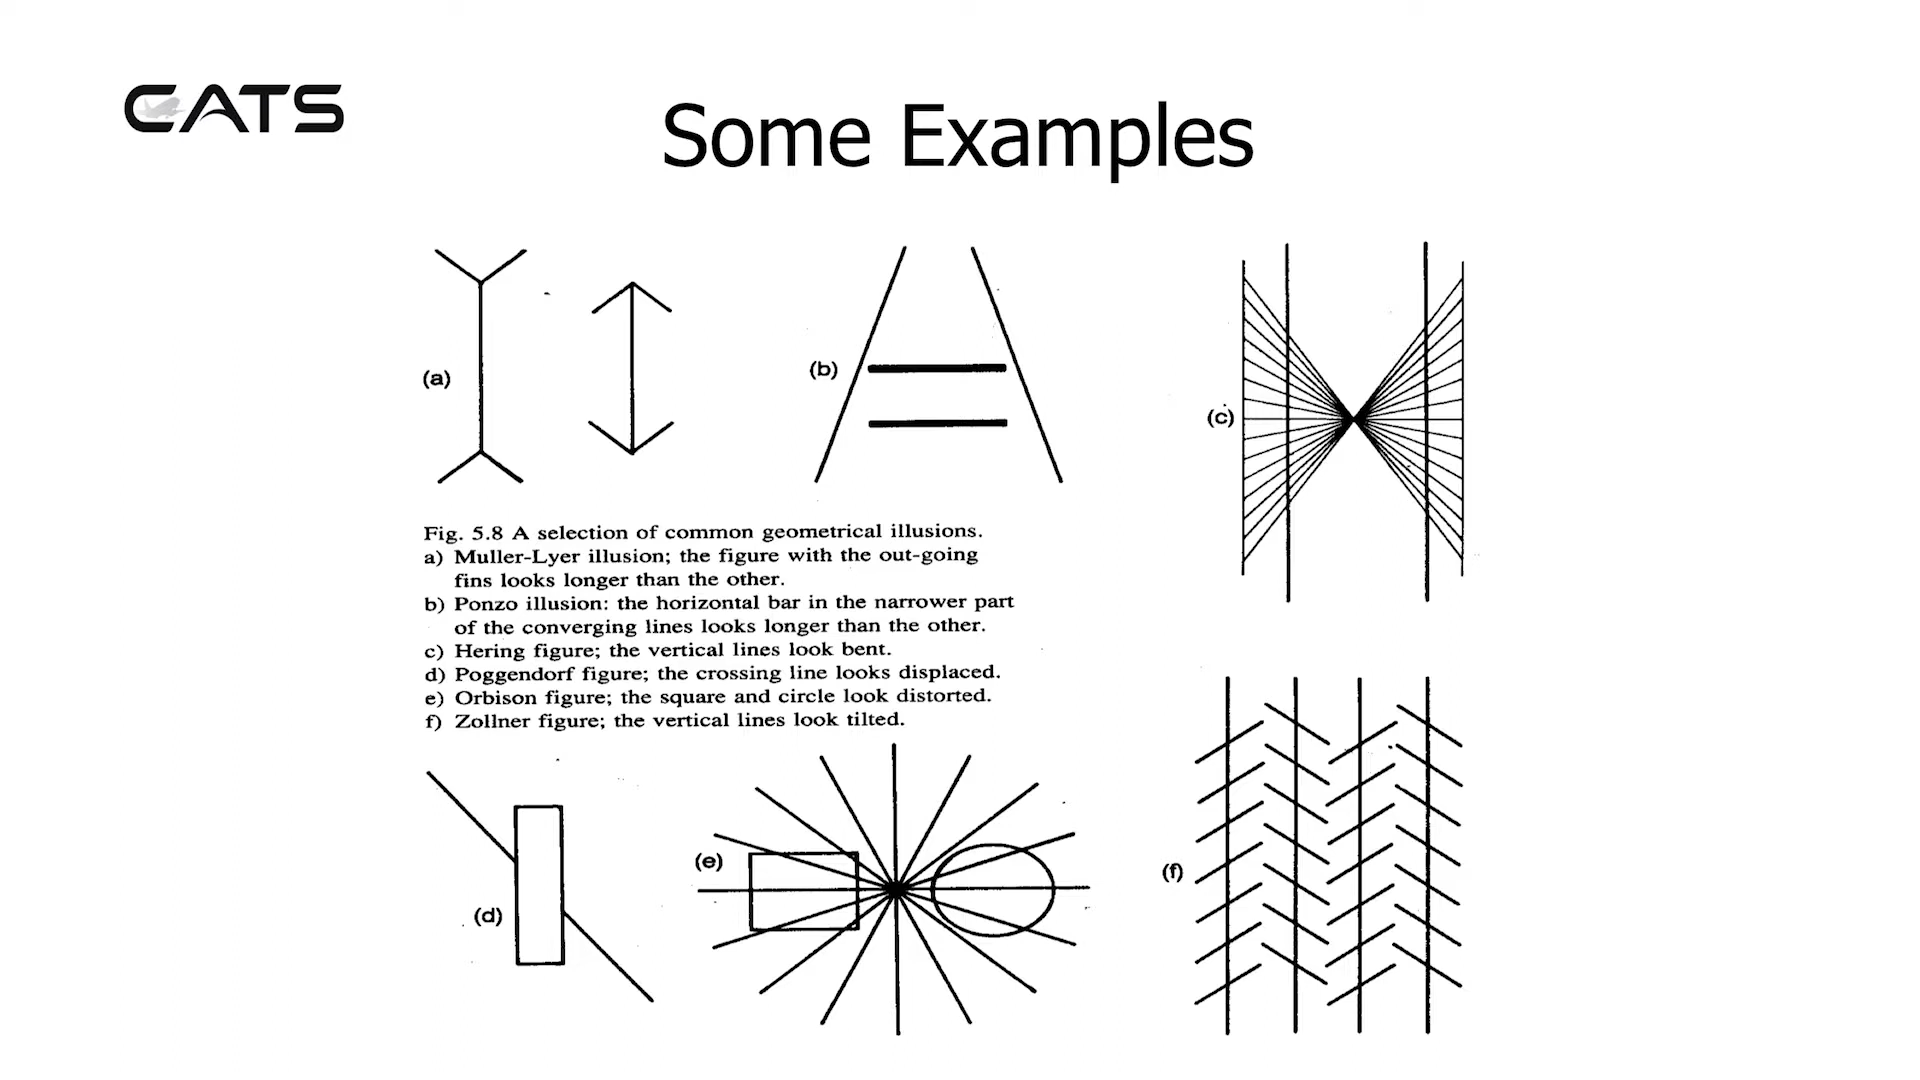 CATS
Some Examples
(a)
(b)
(c)
Fig. 5.8 A selection of common geometrical illusions.
a) Muller-Lyer illusion; the figure with the out-going
fins looks longer than the other.
b) Ponzo illusion: the horizontal bar in the narrower part
of the converging lines looks longer than the other.
c) Hering figure; the vertical lines look bent.
d) Poggendorf figure; the crossing line looks displaced.
e) Orbison figure; the square and circle look distorted.
f) Zollner figure; the vertical lines look tilted.
(d)
(e)
(f)